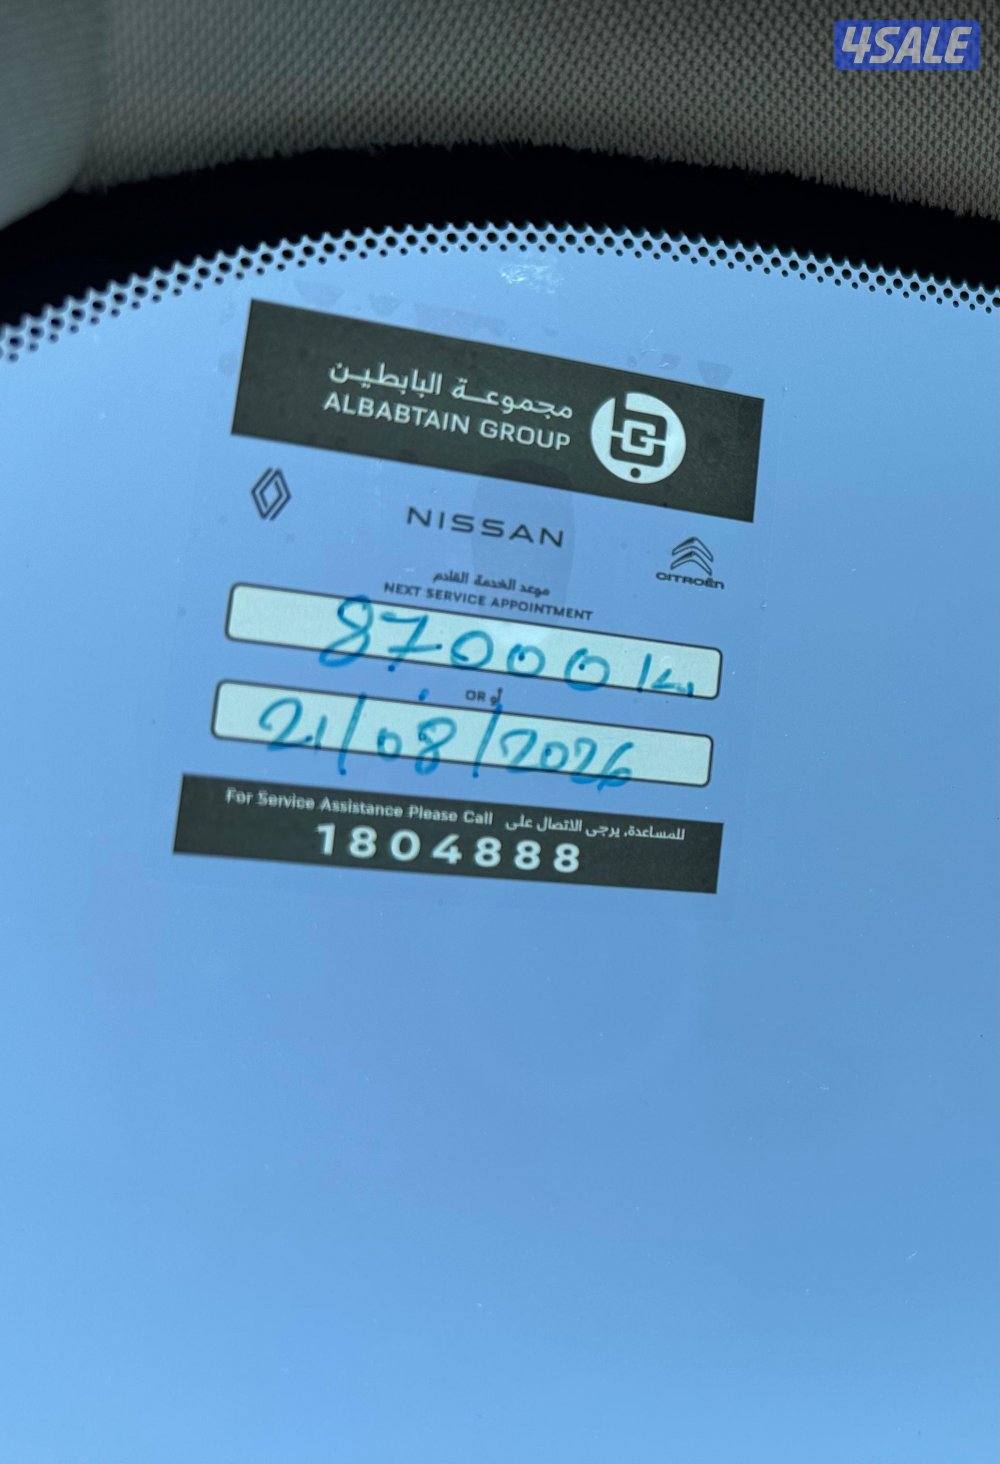 4SALE
مجموعة البابطين
ALBABTAIN GROUP
NISSAN
CITROËN
موعد الخدمة القادم
NEXT SERVICE APPOINTMENT
87000 km
OR أو
21/08/2026
For Service Assistance Please Call للمساعدة، يرجى الاتصال على
1804888